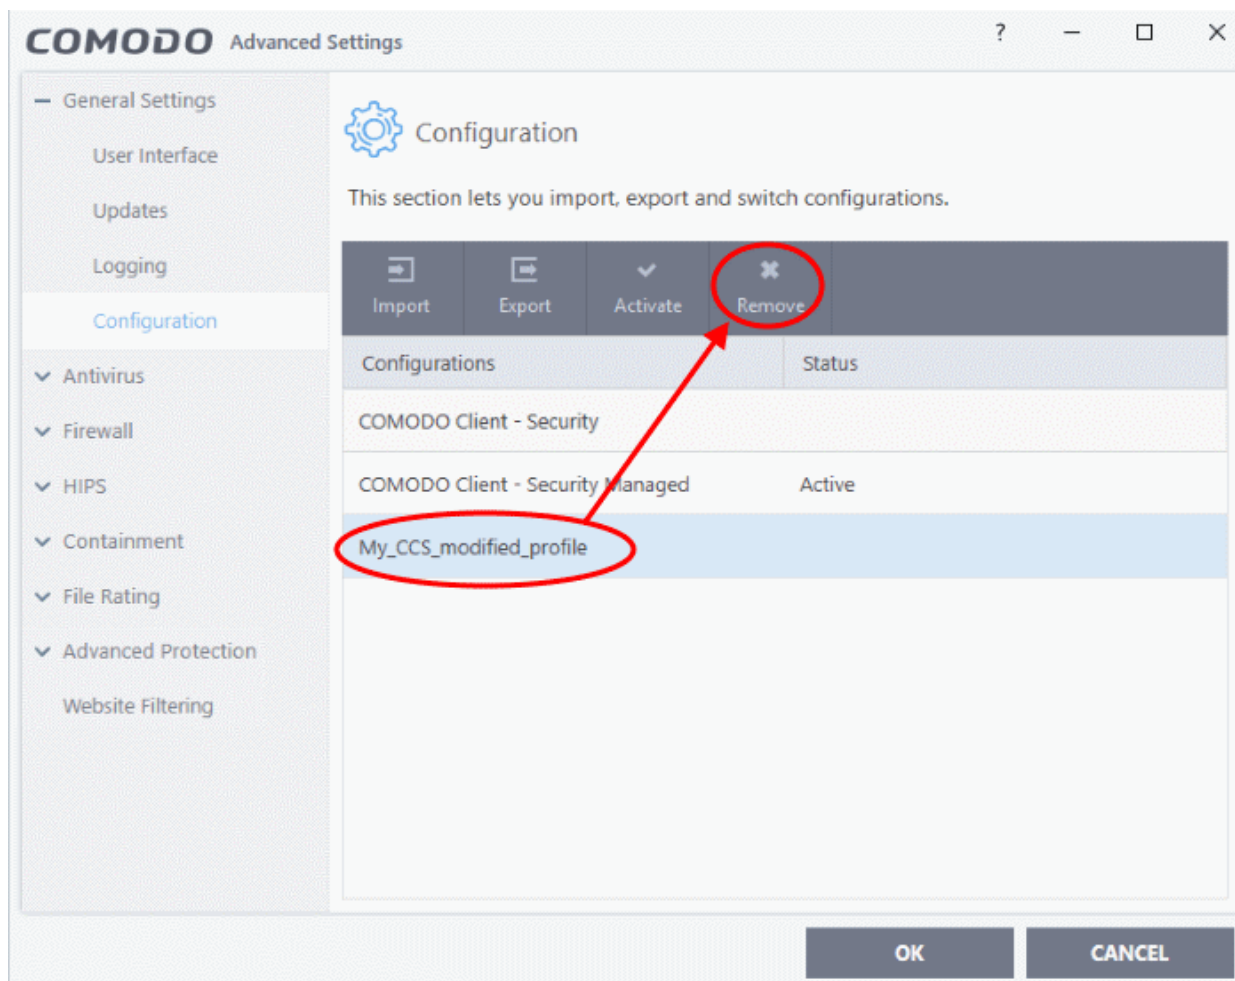 COMODO Advanced Settings
?
General Settings
User Interface
Updates
Logging
Configuration
Antivirus
Firewall
HIPS
Containment
File Rating
Advanced Protection
Website Filtering
Configuration
This section lets you import, export and switch configurations.
Import Export Activate Remove
Configurations Status
COMODO Client - Security
COMODO Client - Security Managed Active
My_CCS_modified_profile
OK CANCEL